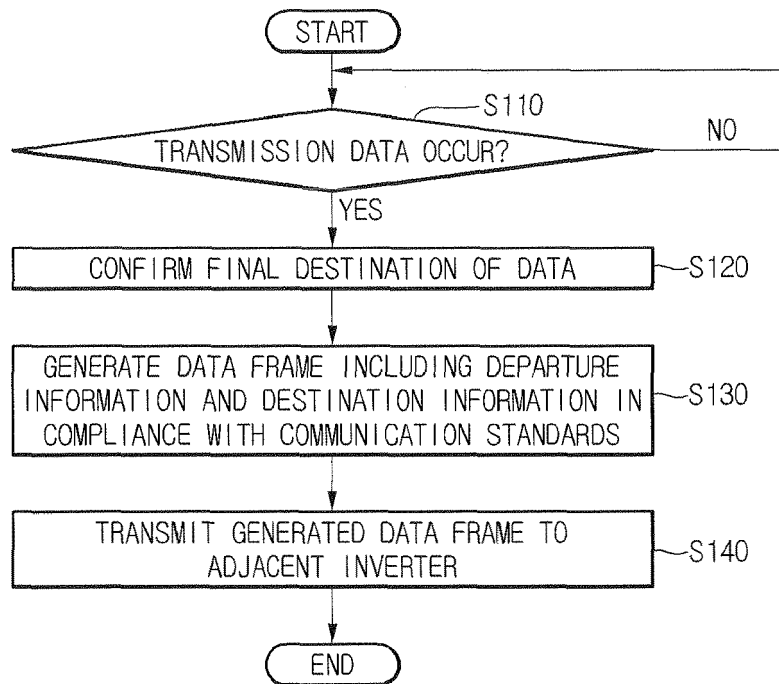 START
S110
TRANSMISSION DATA OCCUR?
NO
YES
CONFIRM FINAL DESTINATION OF DATA
S120
GENERATE DATA FRAME INCLUDING DEPARTURE
INFORMATION AND DESTINATION INFORMATION IN
COMPLIANCE WITH COMMUNICATION STANDARDS
S130
TRANSMIT GENERATED DATA FRAME TO
ADJACENT INVERTER
S140
END